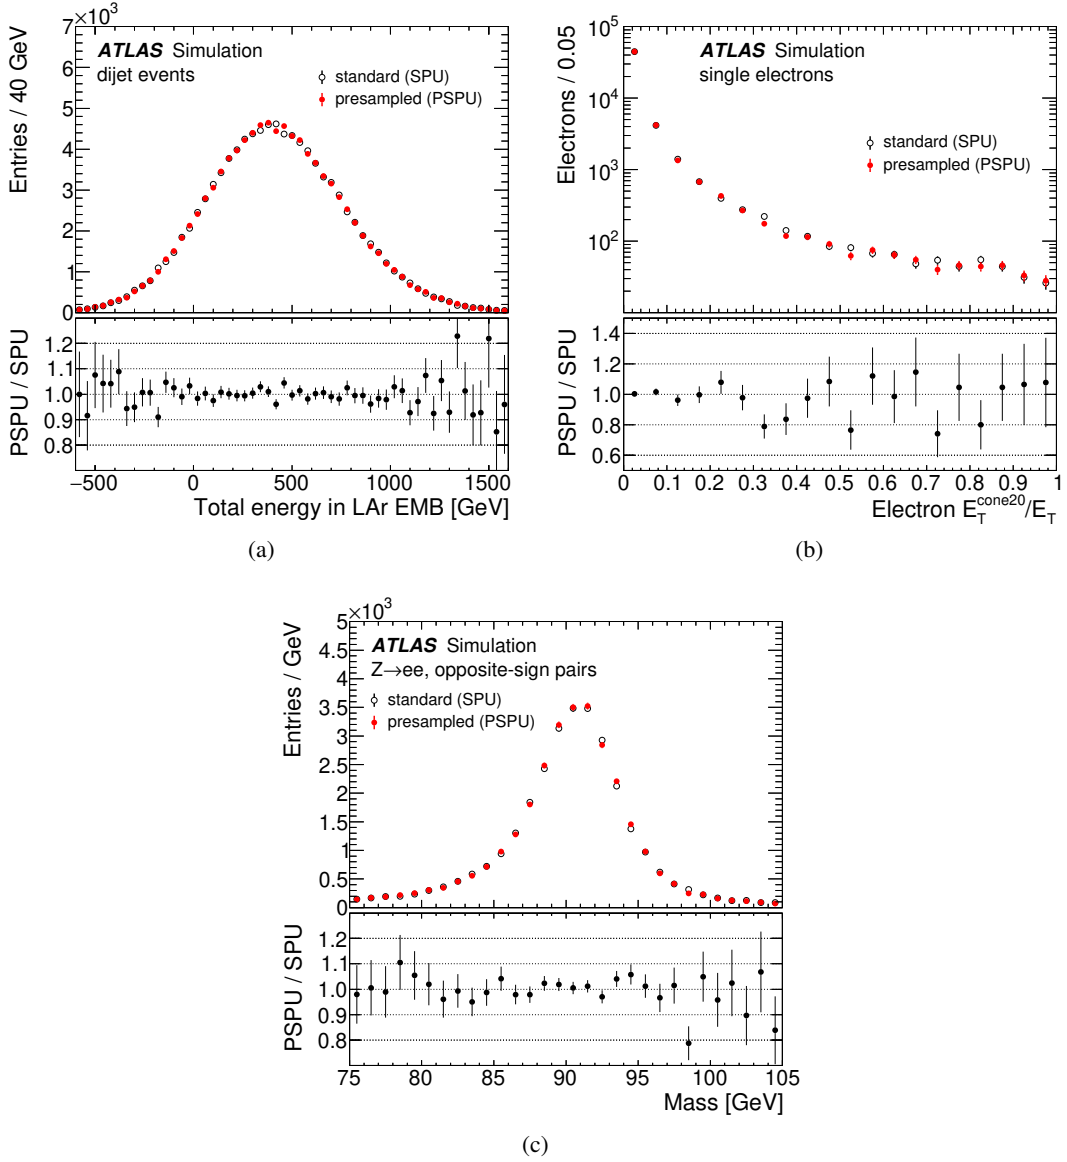 ×10³
7
6
5
4
3
2
1
0
Entries / 40 GeV
ATLAS Simulation
dijet events
standard (SPU)
presampled (PSPU)
1.2
1.1
1.0
0.9
0.8
PSPU / SPU
−500 0 500 1000 1500
Total energy in LAr EMB [GeV]
(a)
10⁵
10⁴
10³
10²
Electrons / 0.05
ATLAS Simulation
single electrons
standard (SPU)
presampled (PSPU)
1.4
1.2
1.0
0.8
0.6
PSPU / SPU
0 0.1 0.2 0.3 0.4 0.5 0.6 0.7 0.8 0.9 1
Electron E_T^cone20/E_T
(b)
×10³
5
4.5
4
3.5
3
2.5
2
1.5
1
0.5
0
Entries / GeV
ATLAS Simulation
Z→ee, opposite-sign pairs
standard (SPU)
presampled (PSPU)
1.2
1.1
1.0
0.9
0.8
PSPU / SPU
75 80 85 90 95 100 105
Mass [GeV]
(c)